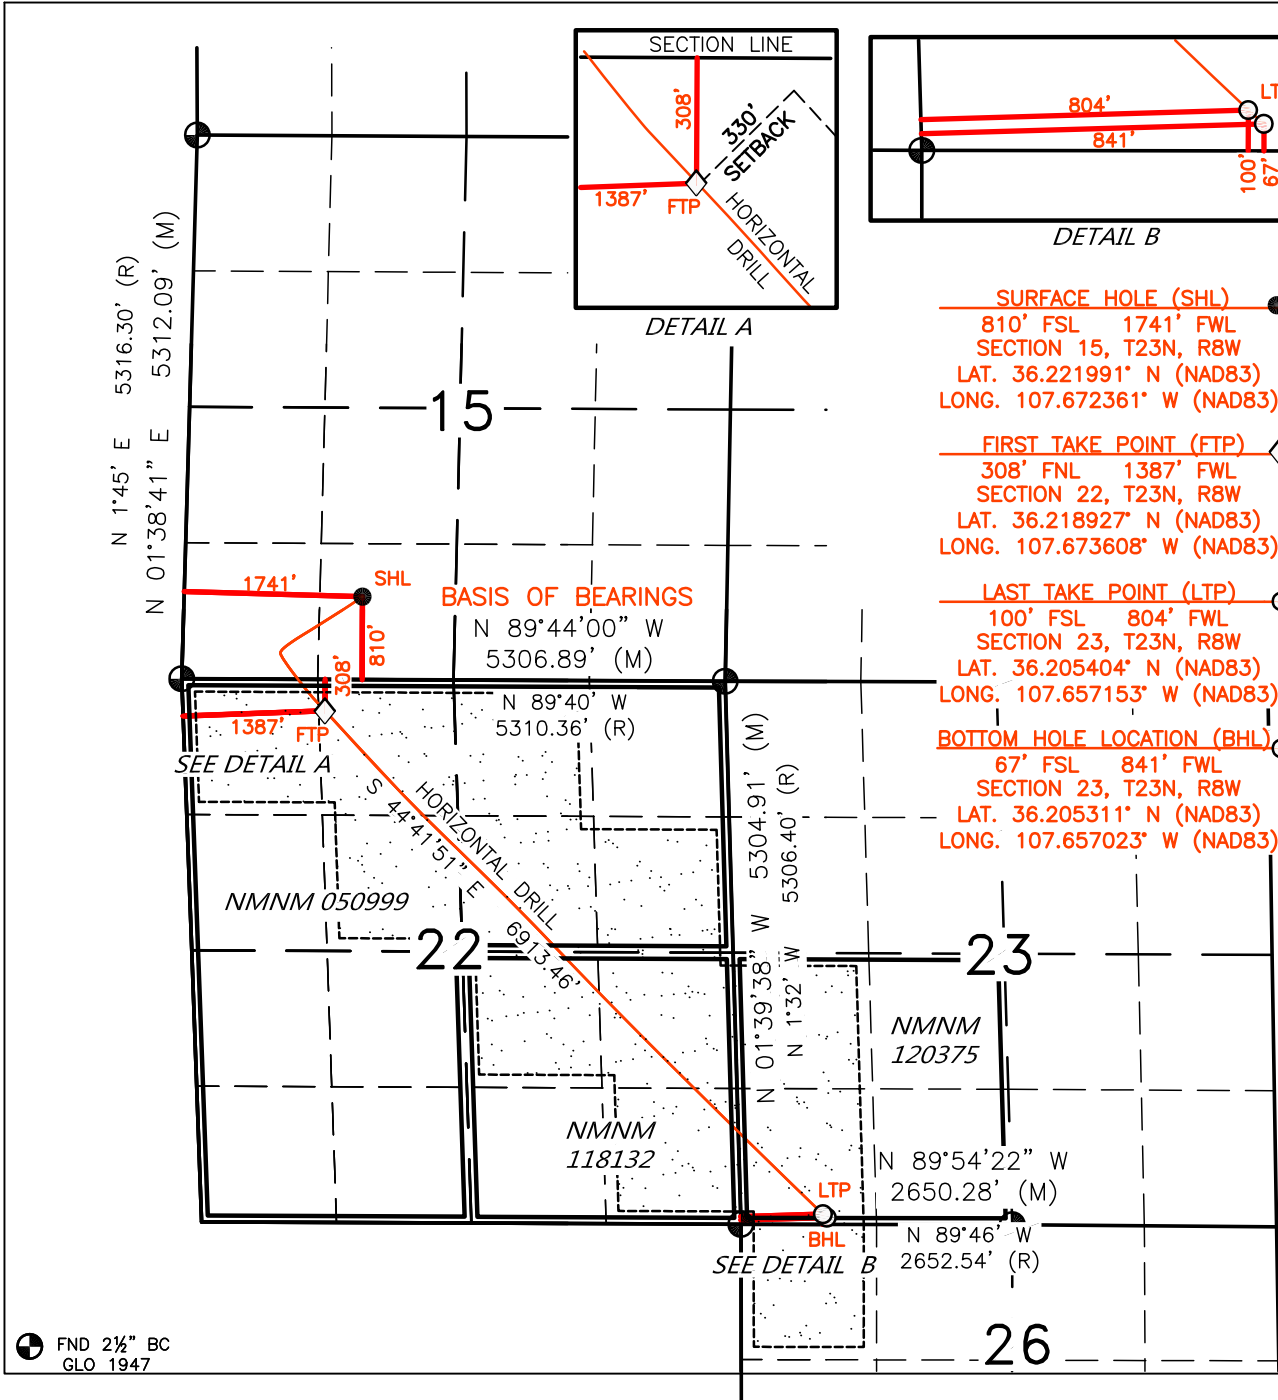 SECTION LINE
308'
330'
SETBACK
1387'
FTP
HORIZONTAL
DRILL
DETAIL A
804'
841'
100'
67'
DETAIL B
N 1°45' E 5316.30' (R)
N 01°38'41" E 5312.09' (M)
15
SURFACE HOLE (SHL)
810' FSL 1741' FWL
SECTION 15, T23N, R8W
LAT. 36.221991° N (NAD83)
LONG. 107.672361° W (NAD83)
FIRST TAKE POINT (FTP)
308' FNL 1387' FWL
SECTION 22, T23N, R8W
LAT. 36.218927° N (NAD83)
LONG. 107.673608° W (NAD83)
LAST TAKE POINT (LTP)
100' FSL 804' FWL
SECTION 23, T23N, R8W
LAT. 36.205404° N (NAD83)
LONG. 107.657153° W (NAD83)
BOTTOM HOLE LOCATION (BHL)
67' FSL 841' FWL
SECTION 23, T23N, R8W
LAT. 36.205311° N (NAD83)
LONG. 107.657023° W (NAD83)
1741'
SHL
810'
BASIS OF BEARINGS
N 89°44'00" W
5306.89' (M)
308'
N 89°40' W
5310.36' (R)
1387'
FTP
SEE DETAIL A
HORIZONTAL DRILL
S 44°41'51" E 6913.46'
N 01°39'38" W 5304.91' (M)
N 1°32' W 5306.40' (R)
NMNM 050999
22
23
NMNM
120375
NMNM
118132
N 89°54'22" W
2650.28' (M)
LTP
BHL
N 89°46' W
2652.54' (R)
SEE DETAIL B
26
FND 2½" BC
GLO 1947